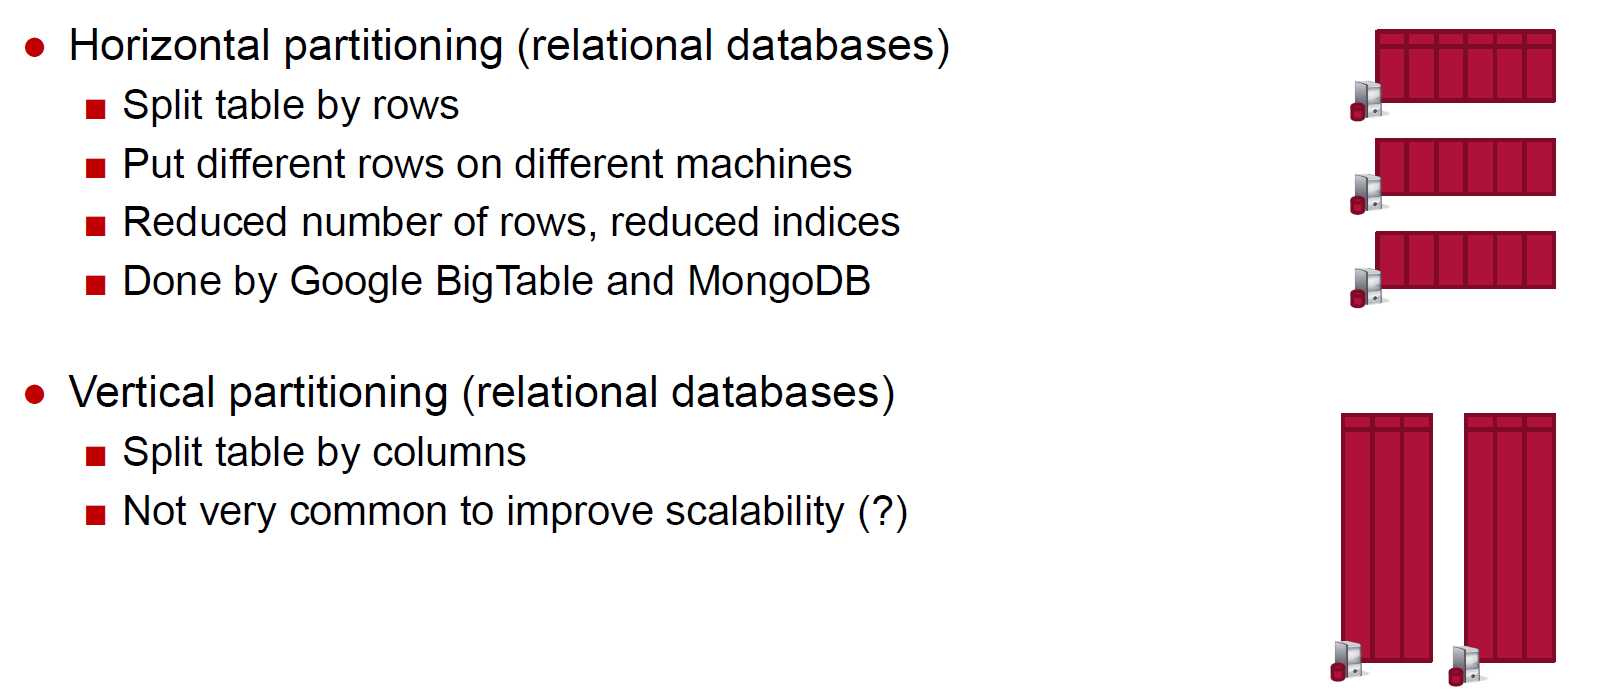 Horizontal partitioning (relational databases)
Split table by rows
Put different rows on different machines
Reduced number of rows, reduced indices
Done by Google BigTable and MongoDB
Vertical partitioning (relational databases)
Split table by columns
Not very common to improve scalability (?)